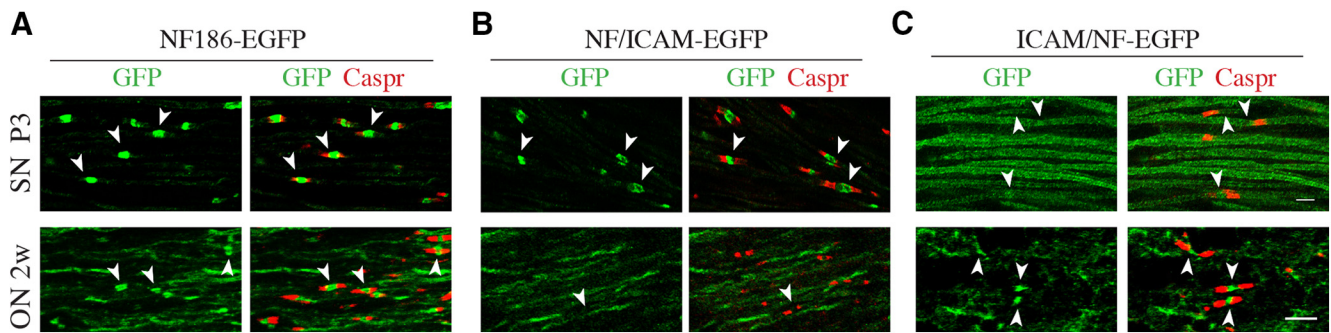 A B C
NF186-EGFP NF/ICAM-EGFP ICAM/NF-EGFP
GFP GFP Caspr GFP GFP Caspr GFP GFP Caspr
SN P3
ON 2w